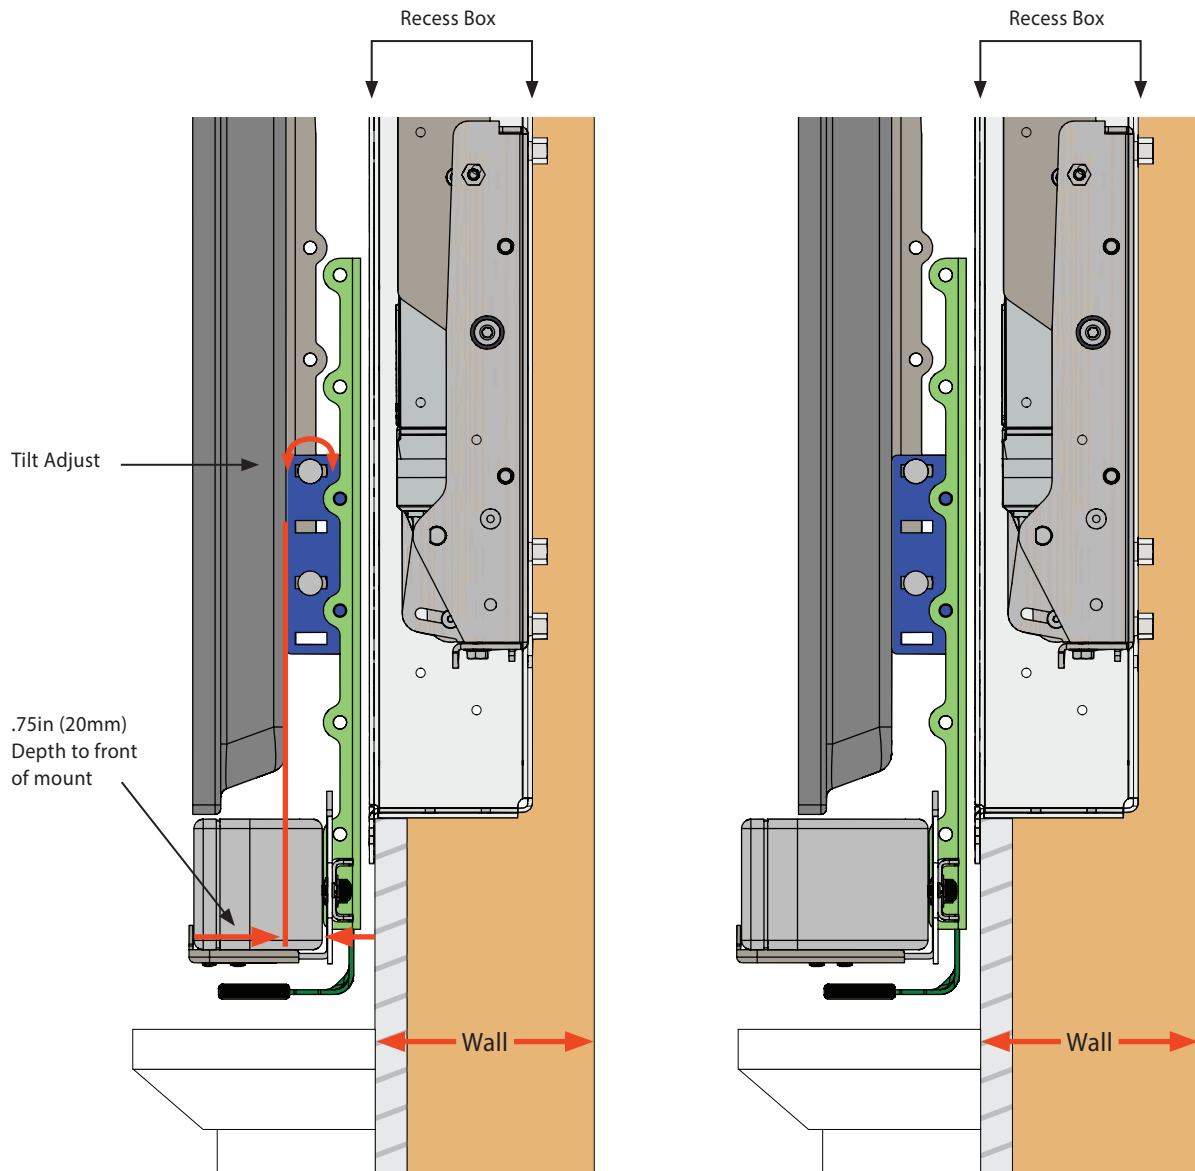 Recess Box
Recess Box
Tilt Adjust
.75in (20mm)
Depth to front
of mount
Wall
Wall